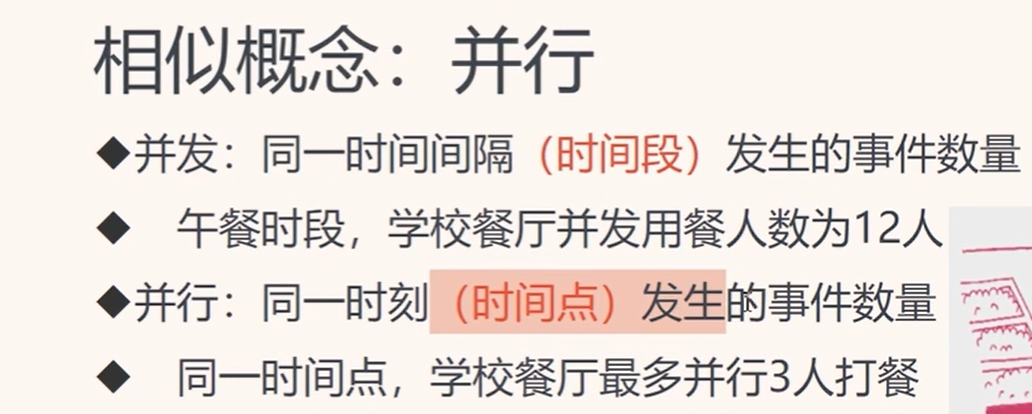 相似概念：并行
◆并发：同一时间间隔（时间段）发生的事件数量
◆ 午餐时段，学校餐厅并发用餐人数为12人
◆并行：同一时刻（时间点）发生的事件数量
◆ 同一时间点，学校餐厅最多并行3人打餐